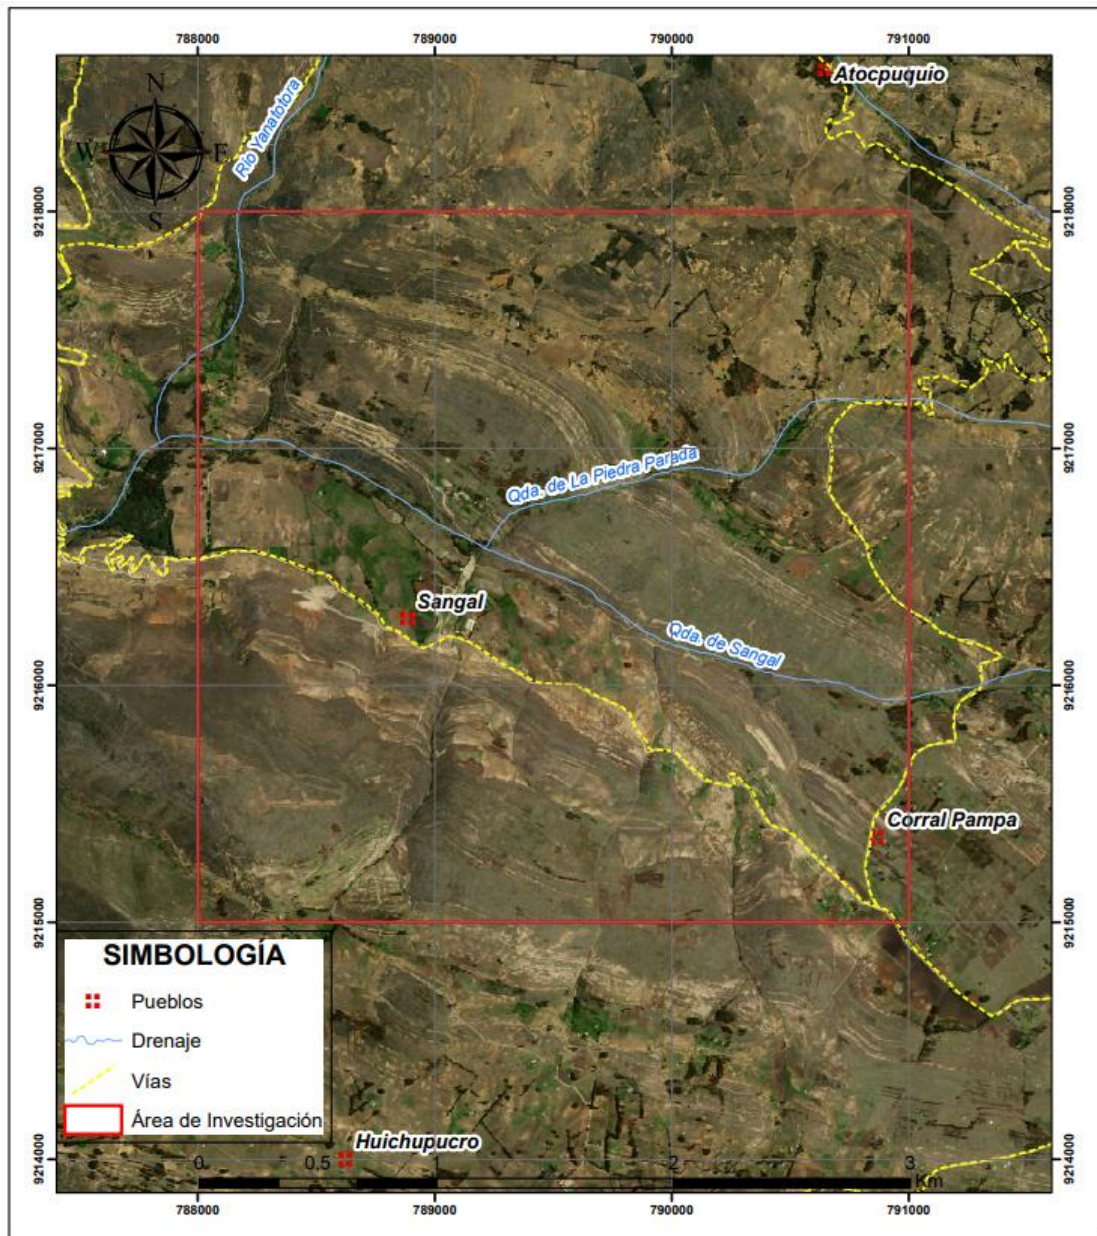 788000 789000 790000 791000
Atocpuquio
N
W E
S
Río Yanatotora
9218000 9218000
9217000 9217000
Qda. de La Piedra Parada
Sangal
Qda. de Sangal
9216000 9216000
Corral Pampa
9215000 9215000
SIMBOLOGÍA
Pueblos
Drenaje
Vías
Área de Investigación
Huichupucro
9214000 9214000
0 0.5 1 2 3
Km
788000 789000 790000 791000